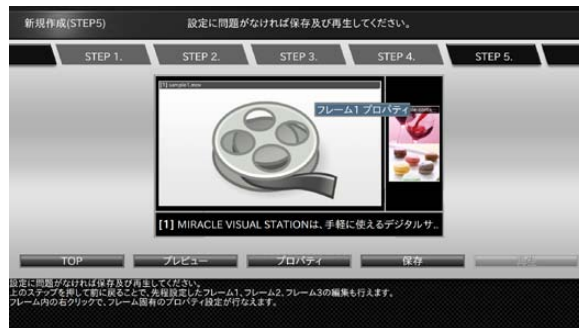 新規作成(STEP5)
設定に問題がなければ保存及び再生してください。
STEP 1.
STEP 2.
STEP 3.
STEP 4.
STEP 5.
[1] sample1.wmv
フレーム1 プロパティ
[1] MIRACLE VISUAL STATIONは、手軽に使えるデジタルサ..
TOP
プレビュー
プロパティ
保存
設定に問題がなければ保存及び再生してください。
上のステップを押して前に戻ることで、先程設定したフレーム1、フレーム2、フレーム3の編集も行えます。
フレーム内の右クリックで、フレーム固有のプロパティ設定が行なえます。